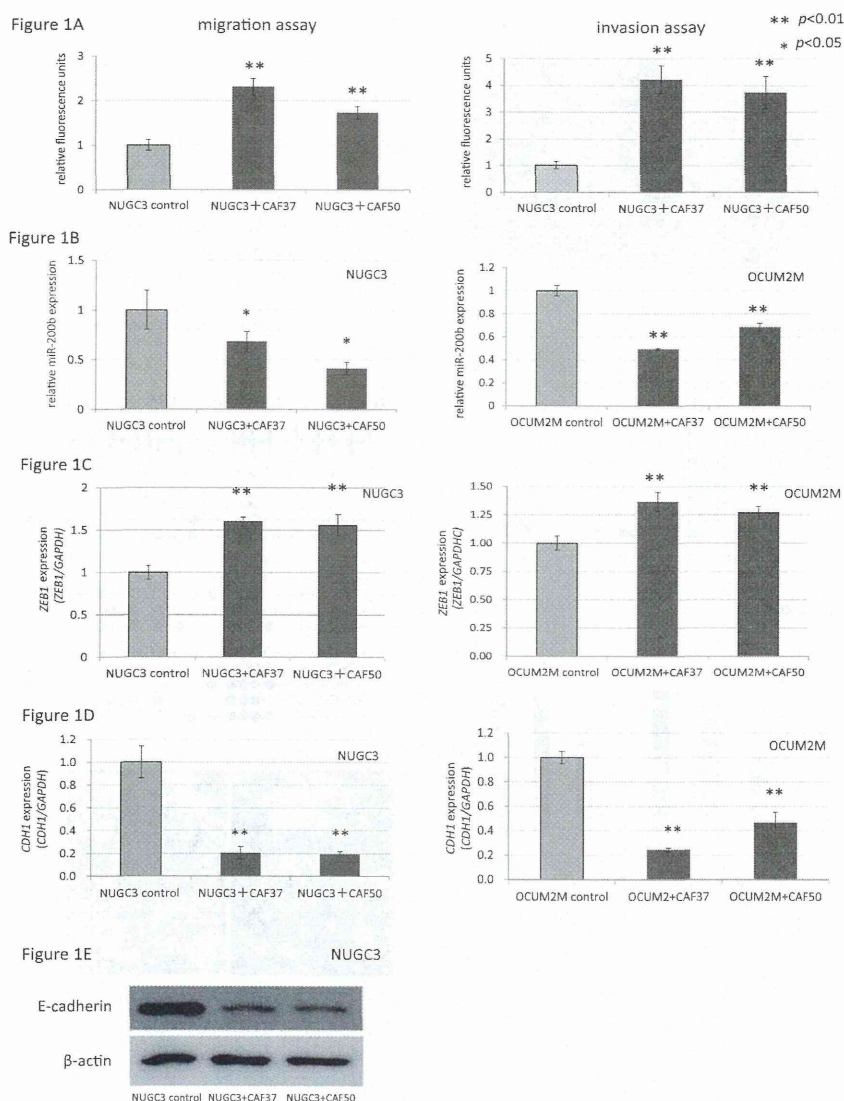 Figure 1A
migration assay
invasion assay
** p<0.01
* p<0.05
relative fluorescence units
3
2
1
0
**
**
NUGC3 control
NUGC3+CAF37
NUGC3+CAF50
relative fluorescence units
5
4
3
2
1
0
**
**
NUGC3 control
NUGC3+CAF37
NUGC3+CAF50
Figure 1B
relative miR-200b expression
1.5
1
0.5
0
NUGC3
*
*
NUGC3 control
NUGC3+CAF37
NUGC3+CAF50
relative miR-200b expression
1.2
1
0.8
0.6
0.4
0.2
0
OCUM2M
**
**
OCUM2M control
OCUM2M+CAF37
OCUM2M+CAF50
Figure 1C
ZEB1 expression
(ZEB1/GAPDH)
2
1.5
1
0.5
0
**
**
NUGC3
NUGC3 control
NUGC3+CAF37
NUGC3+CAF50
ZEB1 expression
(ZEB1/GAPDHC)
1.50
1.25
1.00
0.75
0.50
0.25
0.00
**
**
OCUM2M
OCUM2M control
OCUM2M+CAF37
OCUM2M+CAF50
Figure 1D
CDH1 expression
(CDH1/GAPDH)
1.2
1.0
0.8
0.6
0.4
0.2
0.0
NUGC3
**
**
NUGC3 control
NUGC3+CAF37
NUGC3+CAF50
CDH1 expression
(CDH1/GAPDH)
1.2
1.0
0.8
0.6
0.4
0.2
0.0
OCUM2M
**
**
OCUM2M control
OCUM2+CAF37
OCUM2M+CAF50
Figure 1E
NUGC3
E-cadherin
β-actin
NUGC3 control
NUGC3+CAF37
NUGC3+CAF50